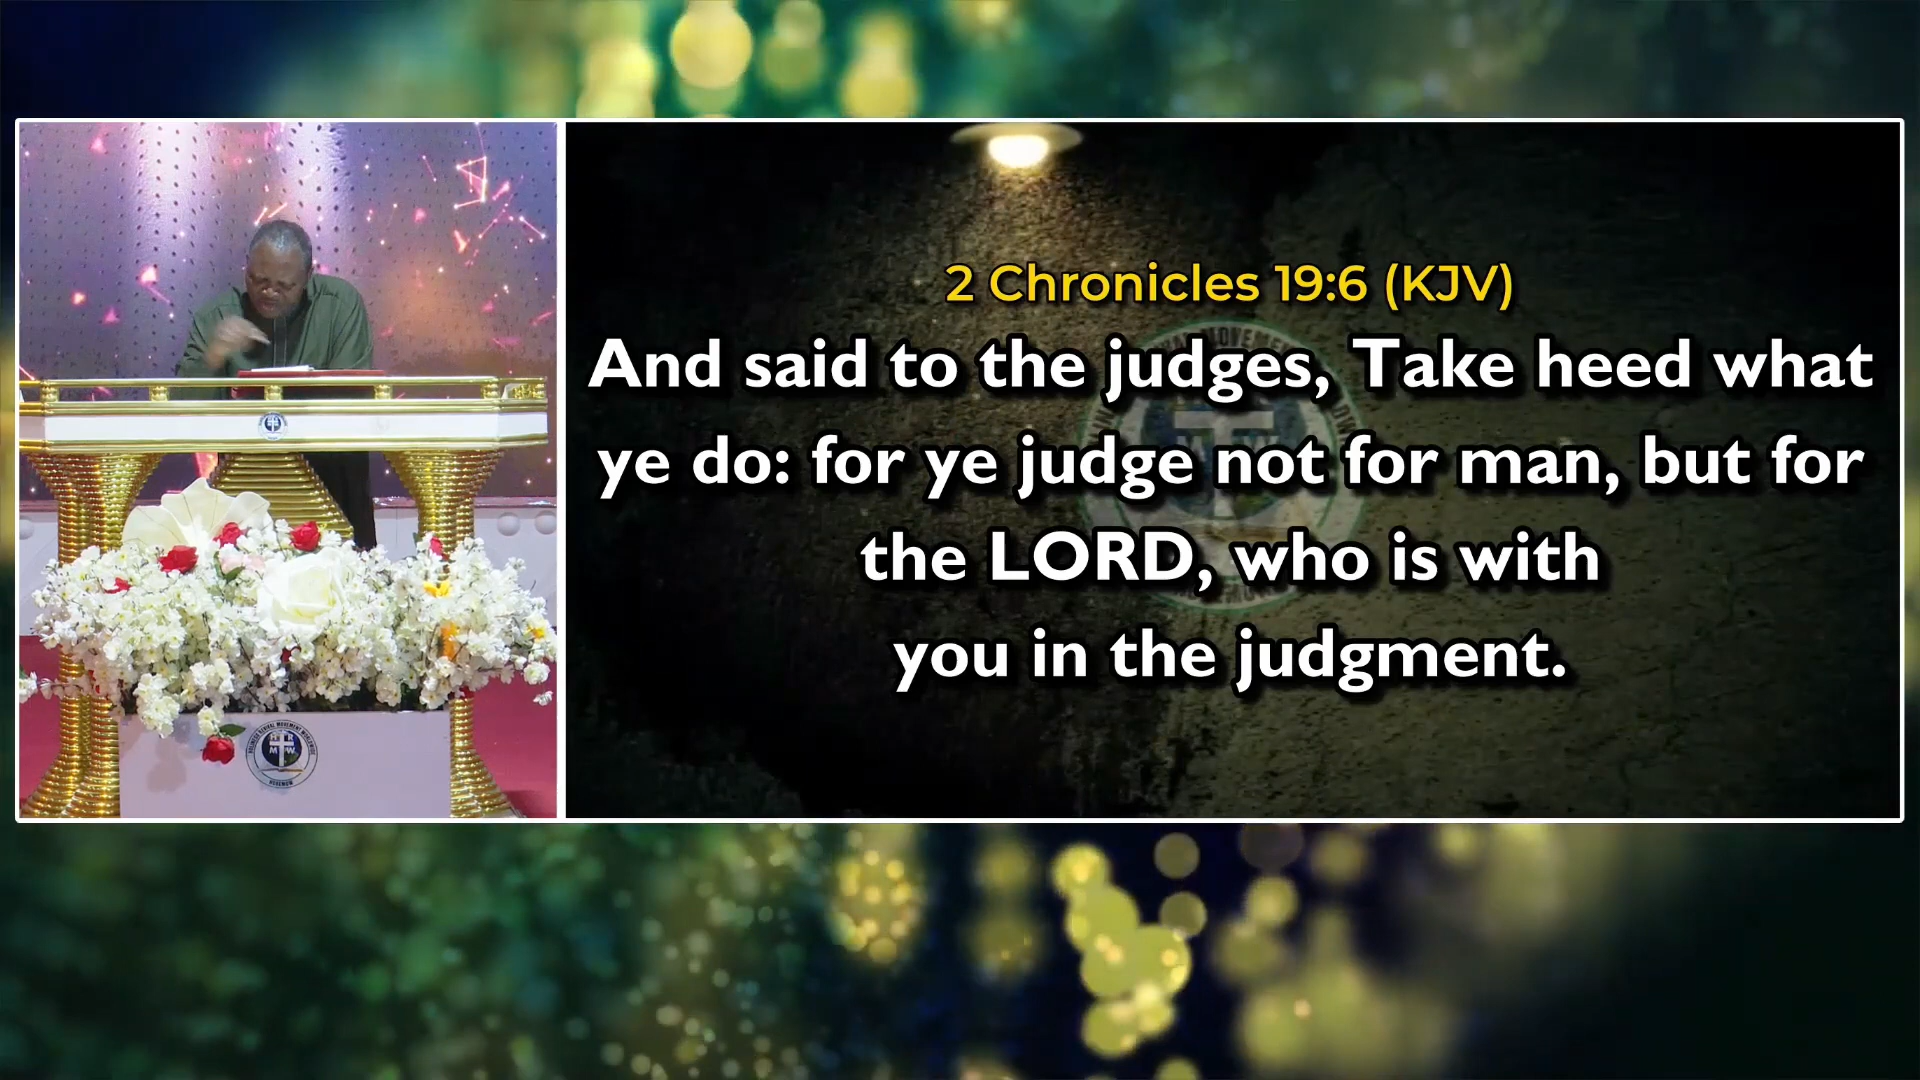 2 Chronicles 19:6 (KJV)
And said to the judges, Take heed what
ye do: for ye judge not for man, but for
the LORD, who is with
you in the judgment.